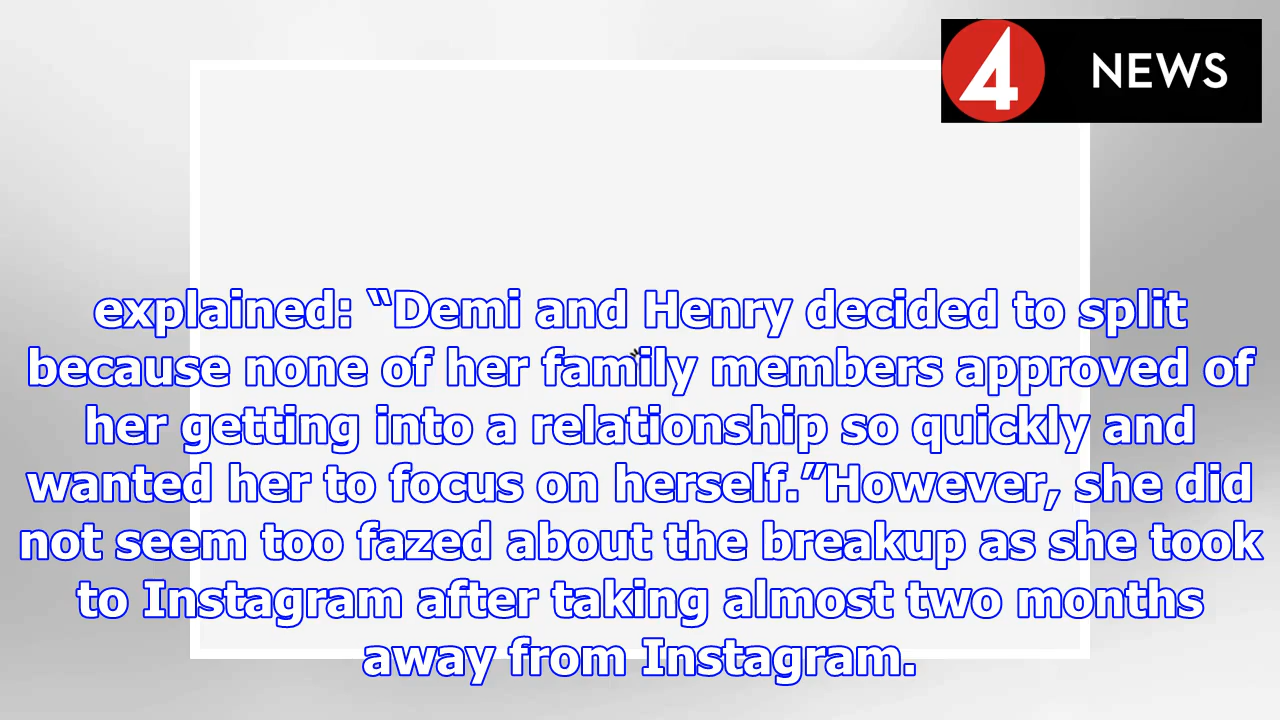 4 NEWS
explained: “Demi and Henry decided to split
because none of her family members approved of
her getting into a relationship so quickly and
wanted her to focus on herself.”However, she did
not seem too fazed about the breakup as she took
to Instagram after taking almost two months
away from Instagram.